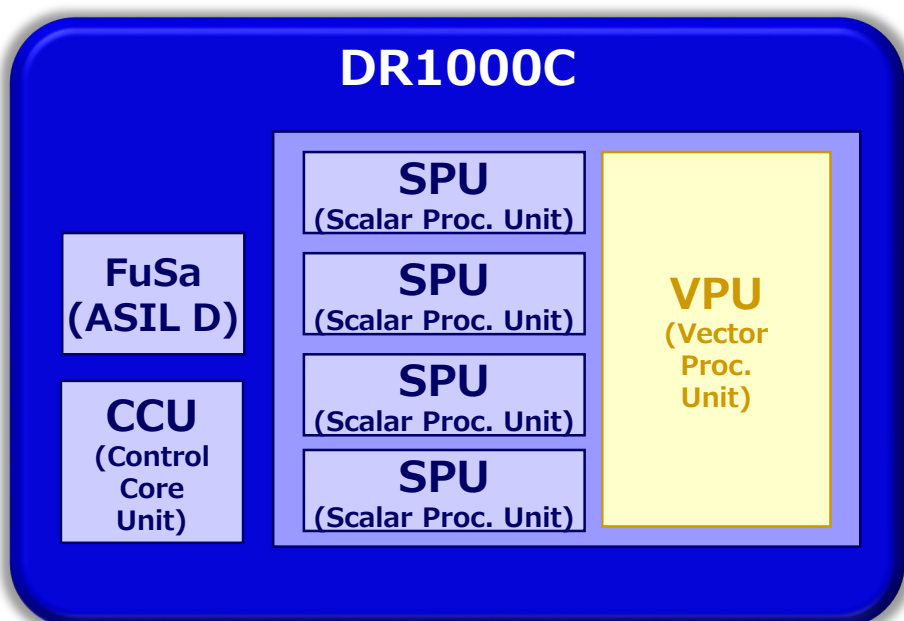 DR1000C
FuSa
(ASIL D)
CCU
(Control
Core
Unit)
SPU
(Scalar Proc. Unit)
SPU
(Scalar Proc. Unit)
SPU
(Scalar Proc. Unit)
SPU
(Scalar Proc. Unit)
VPU
(Vector
Proc.
Unit)